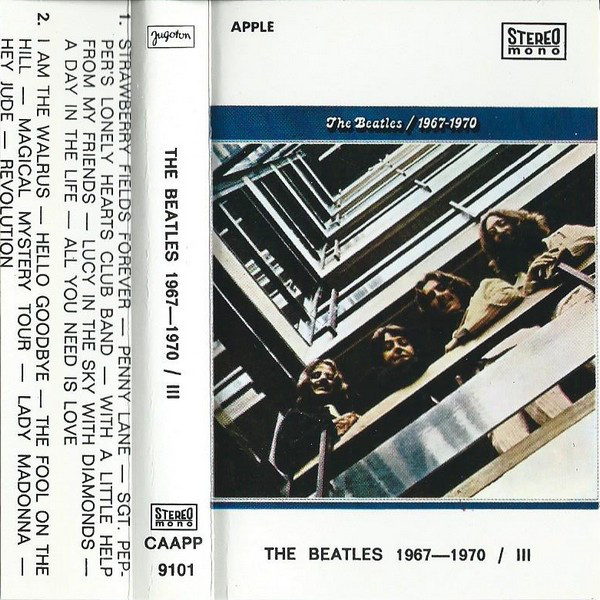 1. STRAWBERRY FIELDS FOREVER — PENNY LANE — SGT. PEP-
PER'S LONELY HEARTS CLUB BAND — WITH A LITTLE HELP
FROM MY FRIENDS — LUCY IN THE SKY WITH DIAMONDS —
A DAY IN THE LIFE — ALL YOU NEED IS LOVE
2. I AM THE WALRUS — HELLO GOODBYE — THE FOOL ON THE
HILL — MAGICAL MYSTERY TOUR — LADY MADONNA —
HEY JUDE — REVOLUTION
Jugoton
THE BEATLES 1967—1970 / III
STEREO
mono
CAAPP
9101
APPLE
STEREO
mono
The Beatles / 1967-1970
THE BEATLES 1967—1970 / III